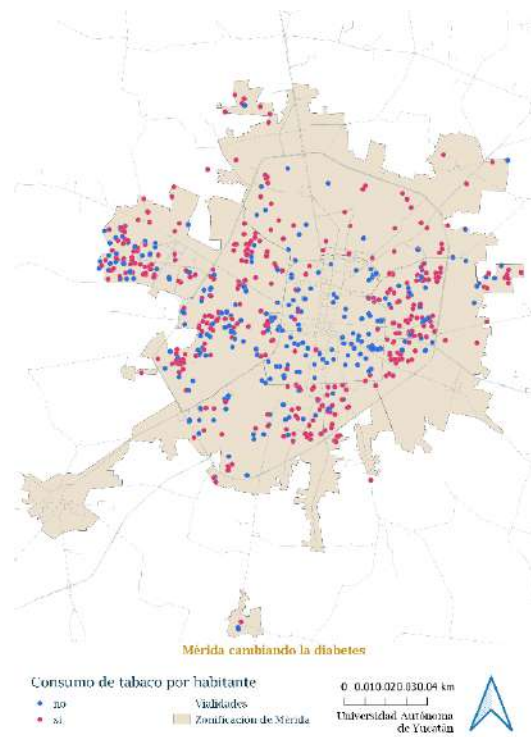 Mérida cambiando la diabetes
Consumo de tabaco por habitante
no
si
Vialidades
Zonificación de Mérida
0 0.010.020.030.04 km
Universidad Autónoma
de Yucatán